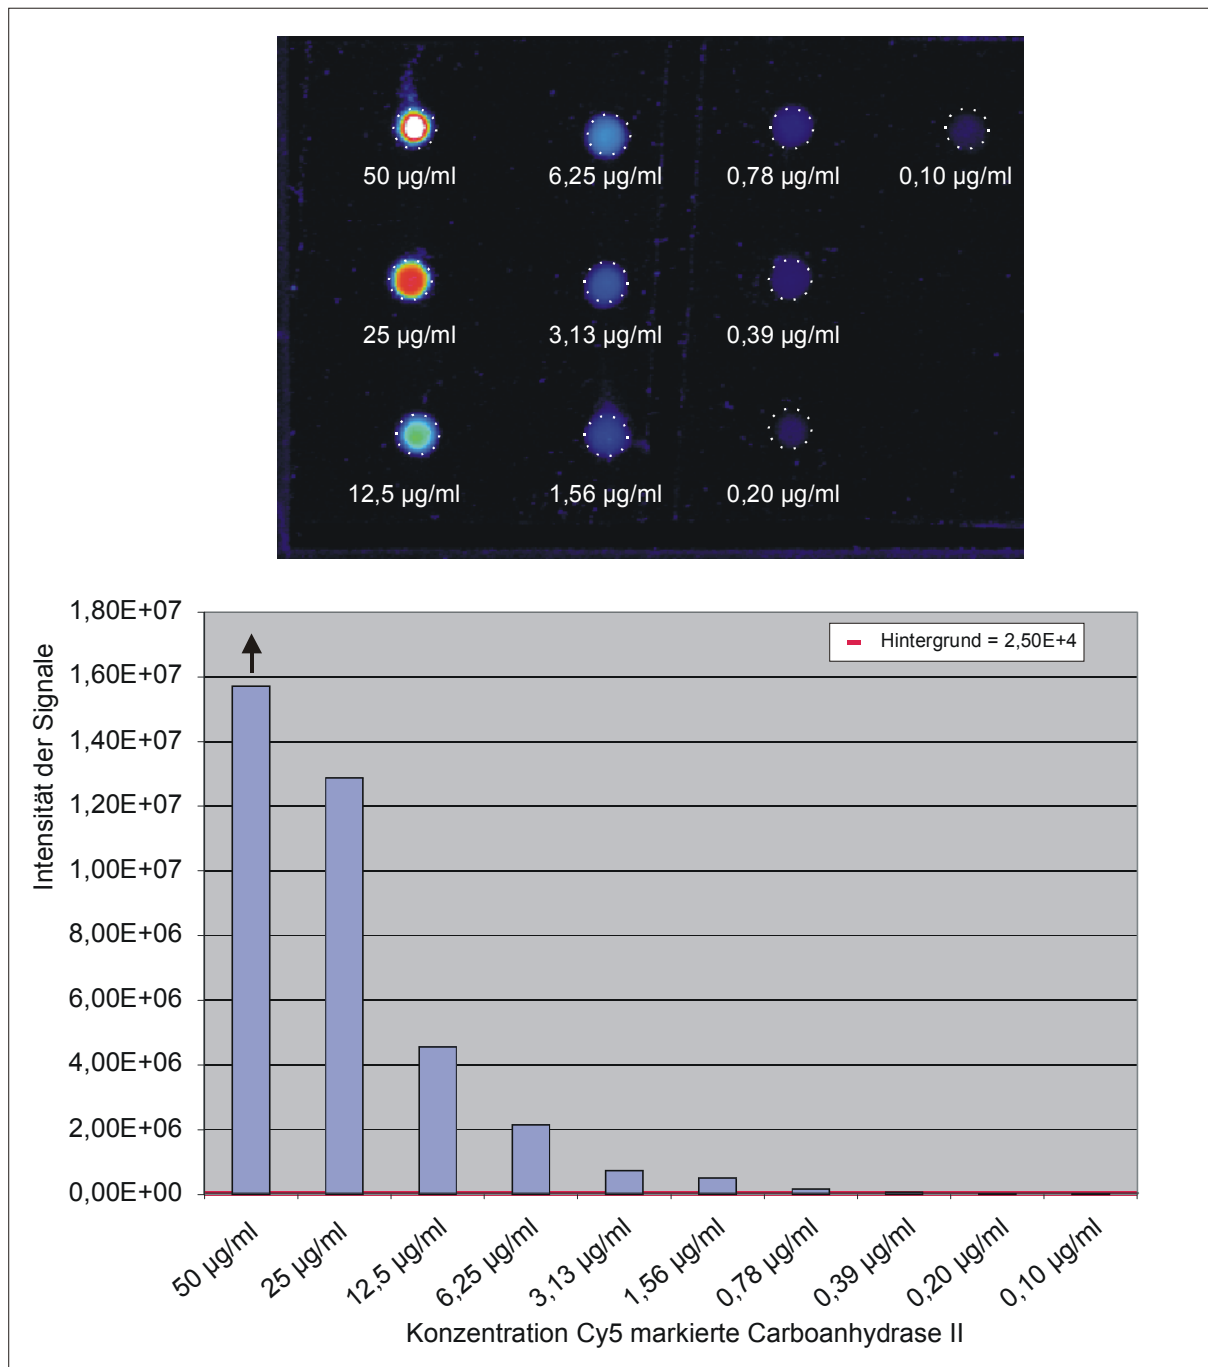 50 µg/ml 6,25 µg/ml 0,78 µg/ml 0,10 µg/ml
25 µg/ml 3,13 µg/ml 0,39 µg/ml
12,5 µg/ml 1,56 µg/ml 0,20 µg/ml
1,80E+07
1,60E+07
1,40E+07
1,20E+07
1,00E+07
8,00E+06
6,00E+06
4,00E+06
2,00E+06
0,00E+00
Intensität der Signale
Hintergrund = 2,50E+4
50 µg/ml
25 µg/ml
12,5 µg/ml
6,25 µg/ml
3,13 µg/ml
1,56 µg/ml
0,78 µg/ml
0,39 µg/ml
0,20 µg/ml
0,10 µg/ml
Konzentration Cy5 markierte Carboanhydrase II